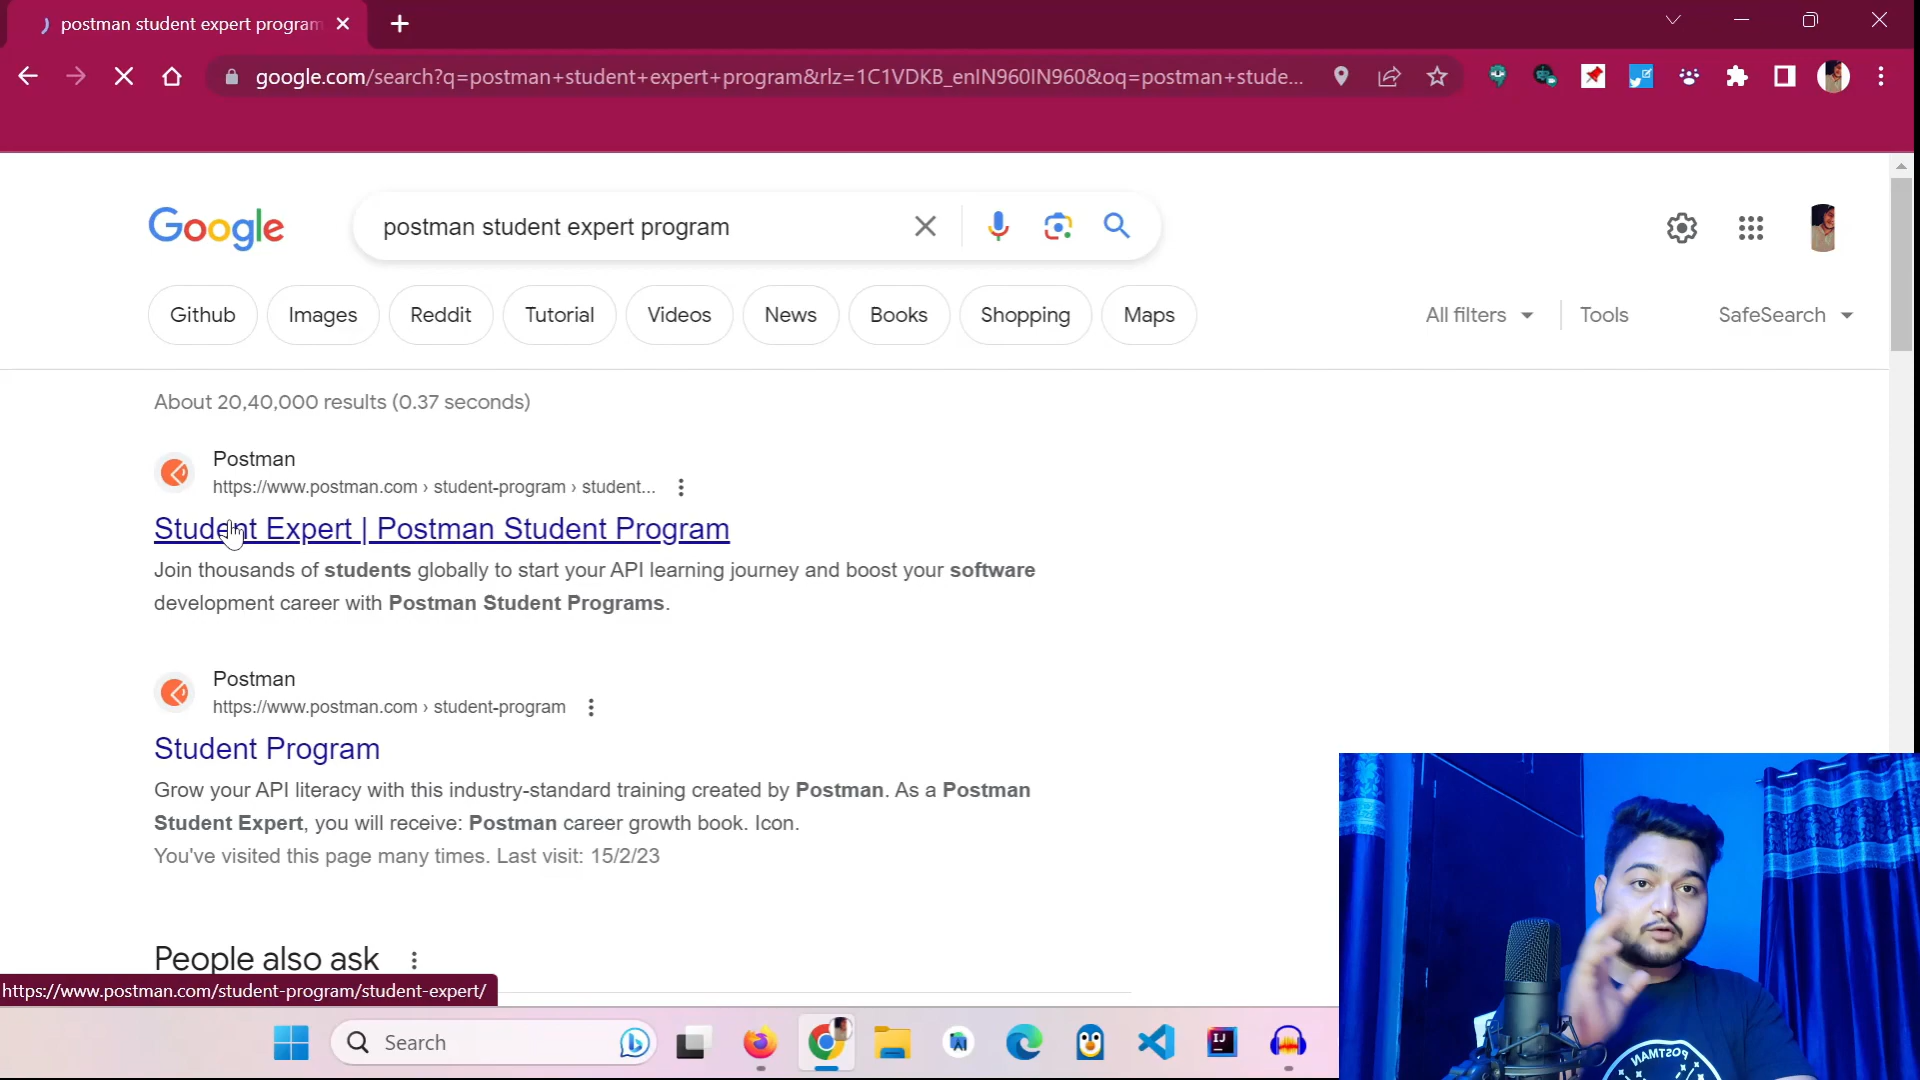 postman student expert program
google.com/search?q=postman+student+expert+program&rlz=1C1VDKB_enIN960IN960&oq=postman+stude...
Google
postman student expert program
Github
Images
Reddit
Tutorial
Videos
News
Books
Shopping
Maps
All filters
Tools
SafeSearch
About 20,40,000 results (0.37 seconds)
Postman
https://www.postman.com › student-program › student...
Student Expert | Postman Student Program
Join thousands of students globally to start your API learning journey and boost your software
development career with Postman Student Programs.
Postman
https://www.postman.com › student-program
Student Program
Grow your API literacy with this industry-standard training created by Postman. As a Postman
Student Expert, you will receive: Postman career growth book. Icon.
You've visited this page many times. Last visit: 15/2/23
People also ask
https://www.postman.com/student-program/student-expert/
Search
IJ
POSTMAN